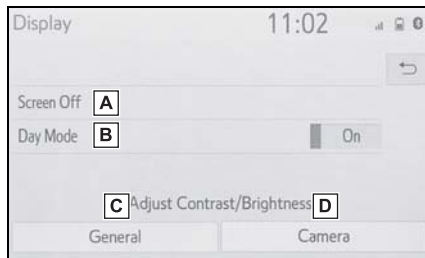 Display 11:02
Screen Off A
Day Mode B On
C Adjust Contrast/Brightness D
General Camera